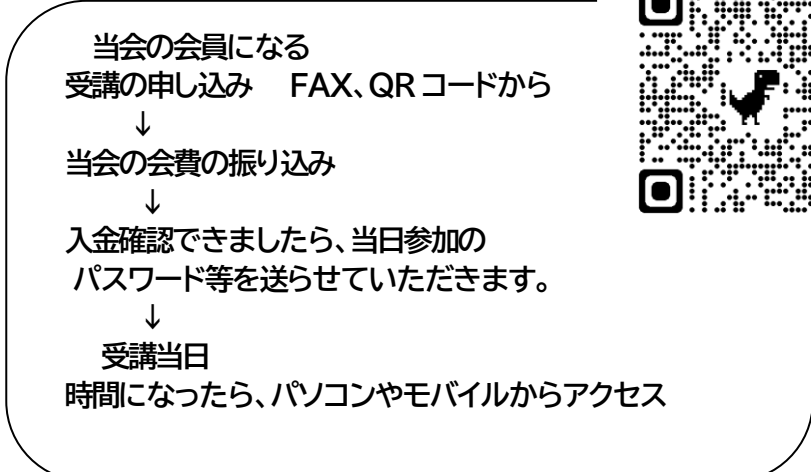 当会の会員になる
受講の申し込み　FAX、QRコードから
↓
当会の会費の振り込み
↓
入金確認できましたら、当日参加の
パスワード等を送らせていただきます。
↓
受講当日
時間になったら、パソコンやモバイルからアクセス